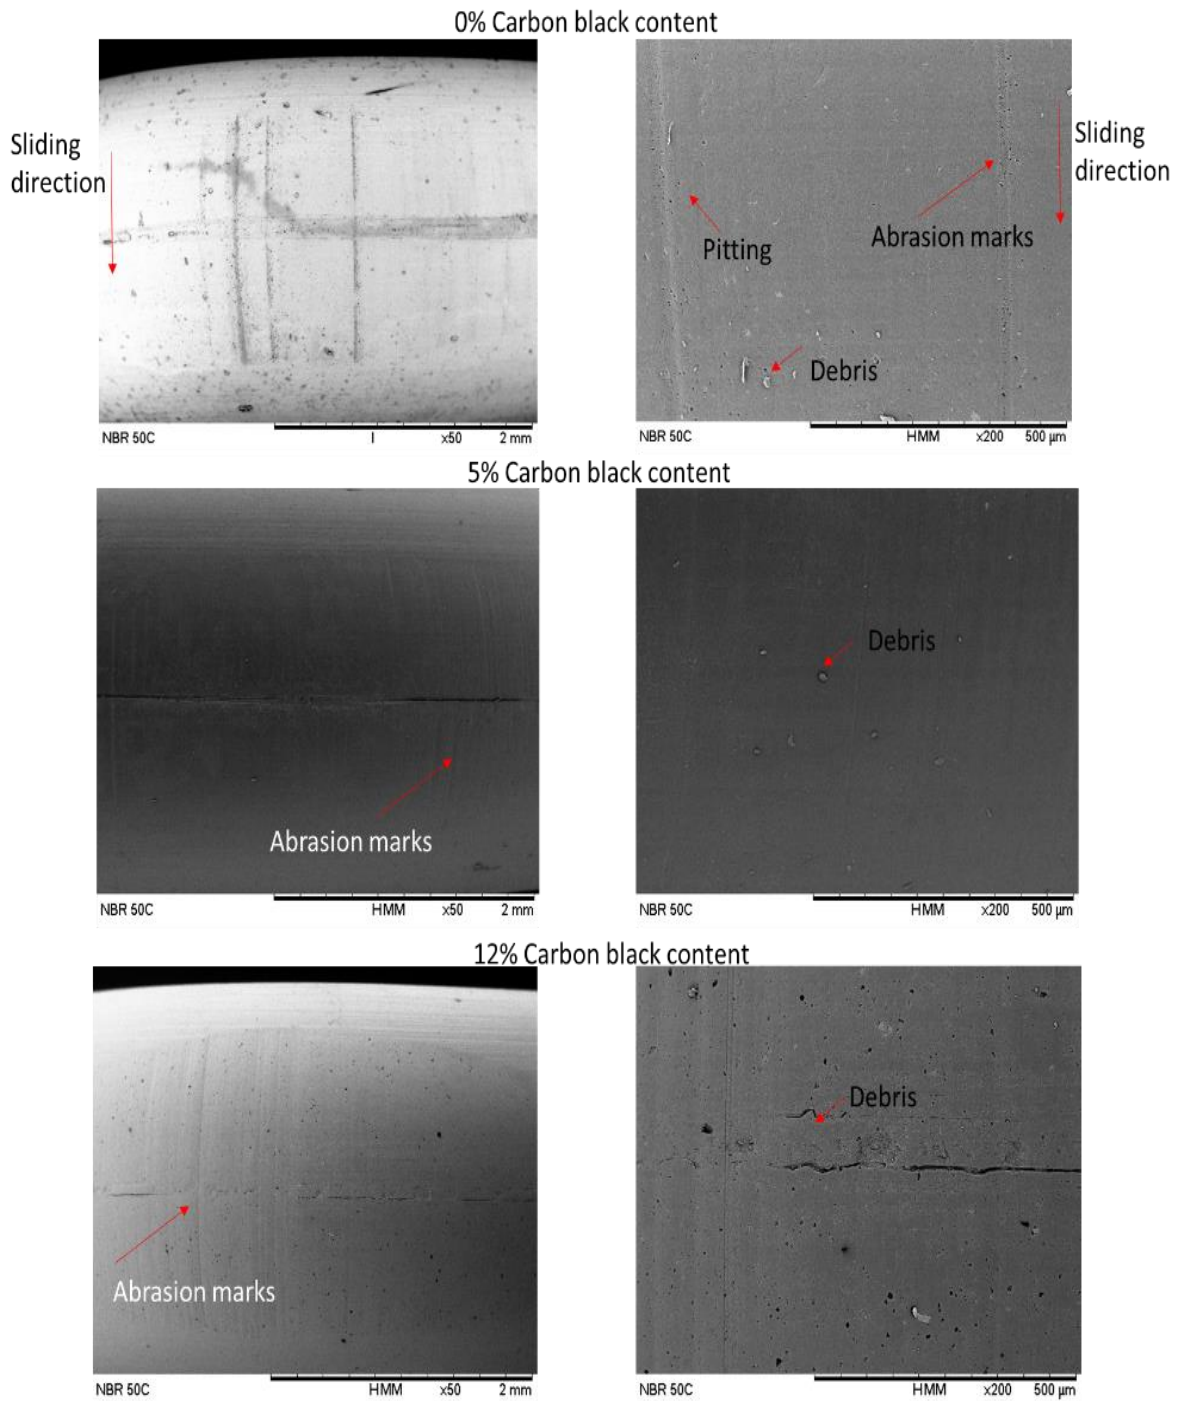 0% Carbon black content
Sliding
direction
Sliding
direction
Abrasion marks
Pitting
Debris
NBR 50C I x50 2 mm
NBR 50C HMM x200 500 µm
5% Carbon black content
Debris
Abrasion marks
NBR 50C HMM x50 2 mm
NBR 50C HMM x200 500 µm
12% Carbon black content
Debris
Abrasion marks
NBR 50C HMM x50 2 mm
NBR 50C HMM x200 500 µm